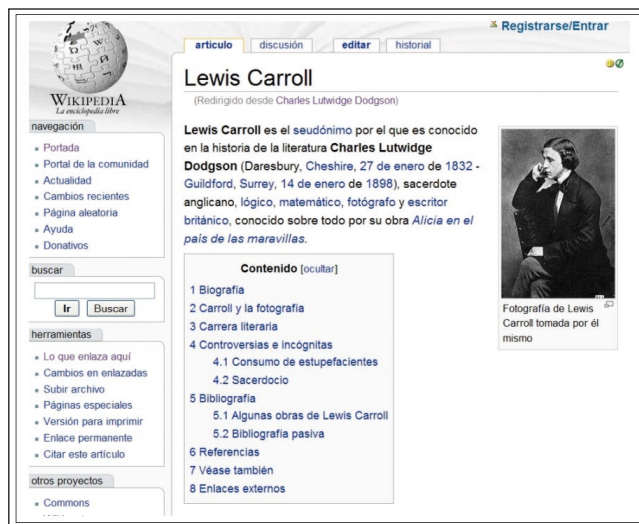 Registrarse/Entrar
artículo
discusión
editar
historial
Lewis Carroll
(Redirigido desde Charles Lutwidge Dodgson)
WIKIPEDIA
La enciclopedia libre
navegación
Portada
Portal de la comunidad
Actualidad
Cambios recientes
Página aleatoria
Ayuda
Donativos
buscar
Ir
Buscar
herramientas
Lo que enlaza aquí
Cambios en enlazadas
Subir archivo
Páginas especiales
Versión para imprimir
Enlace permanente
Citar este artículo
otros proyectos
Commons
Lewis Carroll es el seudónimo por el que es conocido
en la historia de la literatura Charles Lutwidge
Dodgson (Daresbury, Cheshire, 27 de enero de 1832 -
Guildford, Surrey, 14 de enero de 1898), sacerdote
anglicano, lógico, matemático, fotógrafo y escritor
británico, conocido sobre todo por su obra Alicia en el
país de las maravillas.
Contenido [ocultar]
1 Biografía
2 Carroll y la fotografía
3 Carrera literaria
4 Controversias e incógnitas
4.1 Consumo de estupefacientes
4.2 Sacerdocio
5 Bibliografía
5.1 Algunas obras de Lewis Carroll
5.2 Bibliografía pasiva
6 Referencias
7 Véase también
8 Enlaces externos
Fotografía de Lewis
Carroll tomada por él
mismo